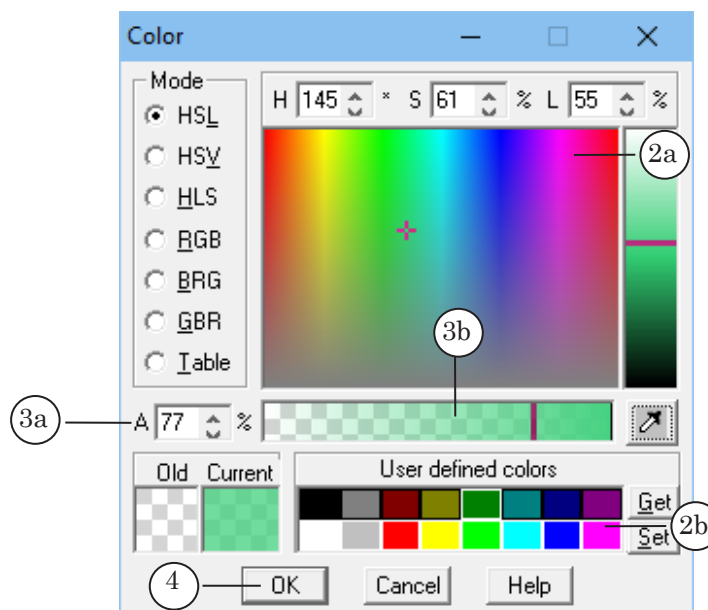 Color
Mode
HSL
HSV
HLS
RGB
BRG
GBR
Table
H 145 ° S 61 % L 55 %
2a
3b
3a
A 77 %
Old Current
User defined colors
Get
Set
2b
4
OK Cancel Help